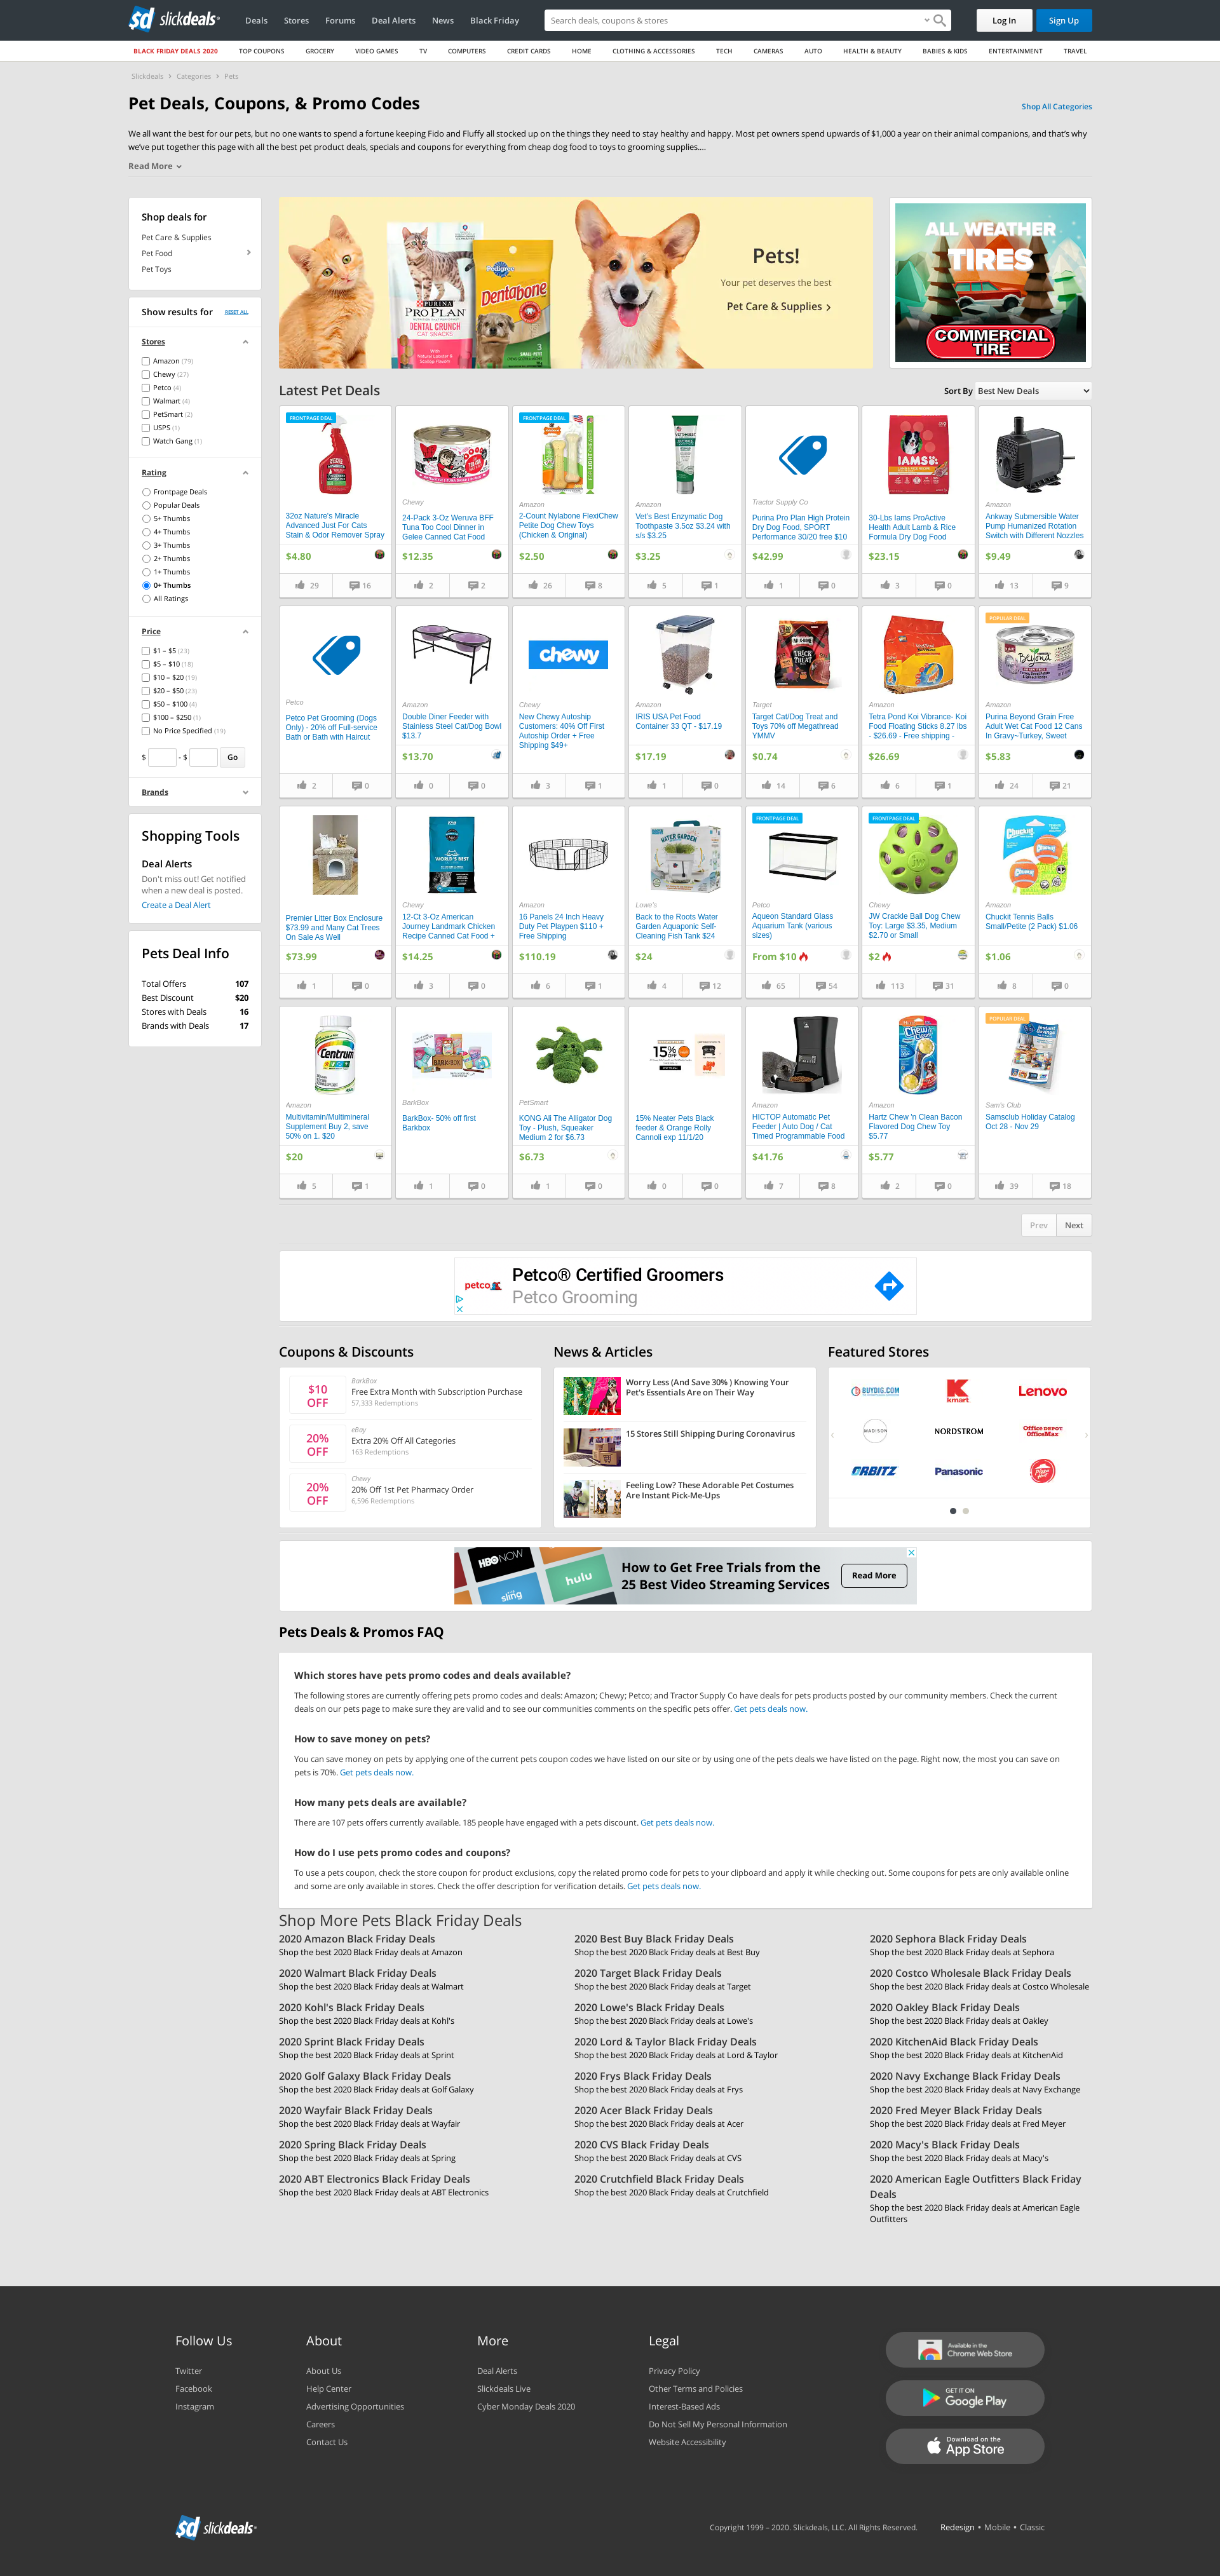 slickdeals
Deals
Stores
Forums
Deal Alerts
News
Black Friday
Search deals, coupons & stores
Log In
Sign Up
BLACK FRIDAY DEALS 2020
TOP COUPONS
GROCERY
VIDEO GAMES
TV
COMPUTERS
CREDIT CARDS
HOME
CLOTHING & ACCESSORIES
TECH
CAMERAS
AUTO
HEALTH & BEAUTY
BABIES & KIDS
ENTERTAINMENT
TRAVEL
Slickdeals › Categories › Pets
Pet Deals, Coupons, & Promo Codes
Shop All Categories
We all want the best for our pets, but no one wants to spend a fortune keeping Fido and Fluffy all stocked up on the things they need to stay healthy and happy. Most pet owners spend upwards of $1,000 a year on their animal companions, and that's why
we've put together this page with all the best pet product deals, specials and coupons for everything from cheap dog food to toys to grooming supplies....
Read More
Shop deals for
Pet Care & Supplies
Pet Food
Pet Toys
Show results for
RESET ALL
Stores
Amazon (79)
Chewy (27)
Petco (4)
Walmart (4)
PetSmart (2)
USPS (1)
Watch Gang (1)
Rating
Frontpage Deals
Popular Deals
5+ Thumbs
4+ Thumbs
3+ Thumbs
2+ Thumbs
1+ Thumbs
0+ Thumbs
All Ratings
Price
$1 – $5 (23)
$5 – $10 (18)
$10 – $20 (19)
$20 – $50 (23)
$50 – $100 (4)
$100 – $250 (1)
No Price Specified (19)
$ - $ Go
Brands
Shopping Tools
Deal Alerts
Don't miss out! Get notified
when a new deal is posted.
Create a Deal Alert
Pets Deal Info
Total Offers 107
Best Discount $20
Stores with Deals 16
Brands with Deals 17
PURINA
PRO PLAN
DENTAL CRUNCH
CAT SNACKS
Pedigree
Dentabone
3
Pets!
Your pet deserves the best
Pet Care & Supplies
ALL WEATHER
TIRES
COMMERCIAL
TIRE
Latest Pet Deals
Sort By Best New Deals
FRONTPAGE DEAL
32oz Nature's Miracle
Advanced Just For Cats
Stain & Odor Remover Spray
$4.80
29 16
Chewy
24-Pack 3-Oz Weruva BFF
Tuna Too Cool Dinner in
Gelee Canned Cat Food
$12.35
2 2
FRONTPAGE DEAL
Amazon
2-Count Nylabone FlexiChew
Petite Dog Chew Toys
(Chicken & Original)
$2.50
26 8
Amazon
Vet's Best Enzymatic Dog
Toothpaste 3.5oz $3.24 with
s/s $3.25
$3.25
5 1
Tractor Supply Co
Purina Pro Plan High Protein
Dry Dog Food, SPORT
Performance 30/20 free $10
$42.99
1 0
IAMS
30-Lbs Iams ProActive
Health Adult Lamb & Rice
Formula Dry Dog Food
$23.15
3 0
Amazon
Ankway Submersible Water
Pump Humanized Rotation
Switch with Different Nozzles
$9.49
13 9
Petco
Petco Pet Grooming (Dogs
Only) - 20% off Full-service
Bath or Bath with Haircut
2 0
Amazon
Double Diner Feeder with
Stainless Steel Cat/Dog Bowl
$13.7
$13.70
0 0
chewy
Chewy
New Chewy Autoship
Customers: 40% Off First
Autoship Order + Free
Shipping $49+
3 1
Amazon
IRIS USA Pet Food
Container 33 QT - $17.19
$17.19
1 0
TRICK
TREAT
Target
Target Cat/Dog Treat and
Toys 70% off Megathread
YMMV
$0.74
14 6
Amazon
Tetra Pond Koi Vibrance- Koi
Food Floating Sticks 8.27 lbs
- $26.69 - Free shipping -
$26.69
6 1
POPULAR DEAL
Beyond
Amazon
Purina Beyond Grain Free
Adult Wet Cat Food 12 Cans
In Gravy~Turkey, Sweet
$5.83
24 21
Premier Litter Box Enclosure
$73.99 and Many Cat Trees
On Sale As Well
$73.99
1 0
WORLD'S BEST
Chewy
12-Ct 3-Oz American
Journey Landmark Chicken
Recipe Canned Cat Food +
$14.25
3 0
Amazon
16 Panels 24 Inch Heavy
Duty Pet Playpen $110 +
Free Shipping
$110.19
6 1
WATER GARDEN
Lowe's
Back to the Roots Water
Garden Aquaponic Self-
Cleaning Fish Tank $24
$24
4 12
FRONTPAGE DEAL
Petco
Aqueon Standard Glass
Aquarium Tank (various
sizes)
From $10
65 54
FRONTPAGE DEAL
Chewy
JW Crackle Ball Dog Chew
Toy: Large $3.35, Medium
$2.70 or Small
$2
113 31
Chuckit!
Amazon
Chuckit Tennis Balls
Small/Petite (2 Pack) $1.06
$1.06
8 0
Centrum
Amazon
Multivitamin/Multimineral
Supplement Buy 2, save
50% on 1. $20
$20
5 1
BARKBOX
BarkBox
BarkBox- 50% off first
Barkbox
1 0
PetSmart
KONG Ali The Alligator Dog
Toy - Plush, Squeaker
Medium 2 for $6.73
$6.73
1 0
15% OFF
15% Neater Pets Black
feeder & Orange Rolly
Cannoli exp 11/1/20
0 0
Amazon
HICTOP Automatic Pet
Feeder | Auto Dog / Cat
Timed Programmable Food
$41.76
7 8
Amazon
Hartz Chew 'n Clean Bacon
Flavored Dog Chew Toy
$5.77
$5.77
2 0
POPULAR DEAL
Instant Savings
Sam's Club
Samsclub Holiday Catalog
Oct 28 - Nov 29
39 18
Prev Next
petco
Petco® Certified Groomers
Petco Grooming
Coupons & Discounts
$10
OFF
BarkBox
Free Extra Month with Subscription Purchase
57,333 Redemptions
20%
OFF
eBay
Extra 20% Off All Categories
163 Redemptions
20%
OFF
Chewy
20% Off 1st Pet Pharmacy Order
6,596 Redemptions
News & Articles
Worry Less (And Save 30% ) Knowing Your
Pet's Essentials Are on Their Way
15 Stores Still Shipping During Coronavirus
Feeling Low? These Adorable Pet Costumes
Are Instant Pick-Me-Ups
Featured Stores
BUYDIG.COM
kmart
Lenovo
MADISON
NORDSTROM
Office DEPOT
OfficeMax
ORBITZ
Panasonic
HBO NOW
sling
hulu
How to Get Free Trials from the
25 Best Video Streaming Services
Read More
Pets Deals & Promos FAQ
Which stores have pets promo codes and deals available?
The following stores are currently offering pets promo codes and deals: Amazon; Chewy; Petco; and Tractor Supply Co have deals for pets products posted by our community members. Check the current
deals on our pets page to make sure they are valid and to see our communities comments on the specific pets offer. Get pets deals now.
How to save money on pets?
You can save money on pets by applying one of the current pets coupon codes we have listed on our site or by using one of the pets deals we have listed on the page. Right now, the most you can save on
pets is 70%. Get pets deals now.
How many pets deals are available?
There are 107 pets offers currently available. 185 people have engaged with a pets discount. Get pets deals now.
How do I use pets promo codes and coupons?
To use a pets coupon, check the store coupon for product exclusions, copy the related promo code for pets to your clipboard and apply it while checking out. Some coupons for pets are only available online
and some are only available in stores. Check the offer description for verification details. Get pets deals now.
Shop More Pets Black Friday Deals
2020 Amazon Black Friday Deals
Shop the best 2020 Black Friday deals at Amazon
2020 Best Buy Black Friday Deals
Shop the best 2020 Black Friday deals at Best Buy
2020 Sephora Black Friday Deals
Shop the best 2020 Black Friday deals at Sephora
2020 Walmart Black Friday Deals
Shop the best 2020 Black Friday deals at Walmart
2020 Target Black Friday Deals
Shop the best 2020 Black Friday deals at Target
2020 Costco Wholesale Black Friday Deals
Shop the best 2020 Black Friday deals at Costco Wholesale
2020 Kohl's Black Friday Deals
Shop the best 2020 Black Friday deals at Kohl's
2020 Lowe's Black Friday Deals
Shop the best 2020 Black Friday deals at Lowe's
2020 Oakley Black Friday Deals
Shop the best 2020 Black Friday deals at Oakley
2020 Sprint Black Friday Deals
Shop the best 2020 Black Friday deals at Sprint
2020 Lord & Taylor Black Friday Deals
Shop the best 2020 Black Friday deals at Lord & Taylor
2020 KitchenAid Black Friday Deals
Shop the best 2020 Black Friday deals at KitchenAid
2020 Golf Galaxy Black Friday Deals
Shop the best 2020 Black Friday deals at Golf Galaxy
2020 Frys Black Friday Deals
Shop the best 2020 Black Friday deals at Frys
2020 Navy Exchange Black Friday Deals
Shop the best 2020 Black Friday deals at Navy Exchange
2020 Wayfair Black Friday Deals
Shop the best 2020 Black Friday deals at Wayfair
2020 Acer Black Friday Deals
Shop the best 2020 Black Friday deals at Acer
2020 Fred Meyer Black Friday Deals
Shop the best 2020 Black Friday deals at Fred Meyer
2020 Spring Black Friday Deals
Shop the best 2020 Black Friday deals at Spring
2020 CVS Black Friday Deals
Shop the best 2020 Black Friday deals at CVS
2020 Macy's Black Friday Deals
Shop the best 2020 Black Friday deals at Macy's
2020 ABT Electronics Black Friday Deals
Shop the best 2020 Black Friday deals at ABT Electronics
2020 Crutchfield Black Friday Deals
Shop the best 2020 Black Friday deals at Crutchfield
2020 American Eagle Outfitters Black Friday
Deals
Shop the best 2020 Black Friday deals at American Eagle
Outfitters
Follow Us
Twitter
Facebook
Instagram
About
About Us
Help Center
Advertising Opportunities
Careers
Contact Us
More
Deal Alerts
Slickdeals Live
Cyber Monday Deals 2020
Legal
Privacy Policy
Other Terms and Policies
Interest-Based Ads
Do Not Sell My Personal Information
Website Accessibility
Available in the
Chrome Web Store
GET IT ON
Google Play
Download on the
App Store
slickdeals
Copyright 1999 – 2020. Slickdeals, LLC. All Rights Reserved.
Redesign • Mobile • Classic